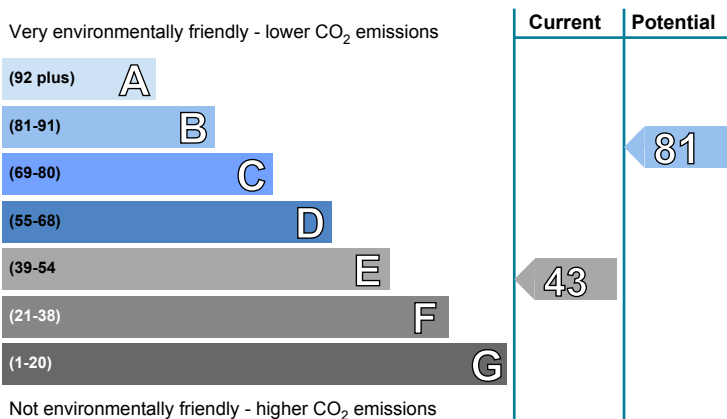 Very environmentally friendly - lower CO2 emissions
Current
Potential
(92 plus) A
(81-91) B
(69-80) C
(55-68) D
(39-54 E
(21-38) F
(1-20) G
81
43
Not environmentally friendly - higher CO2 emissions